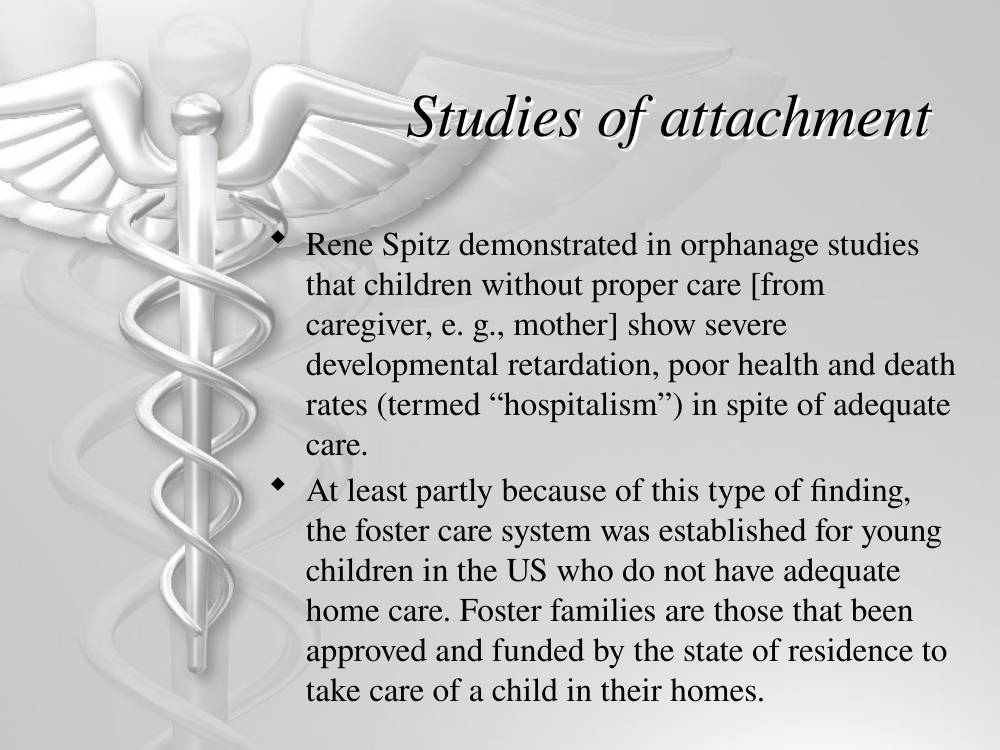 Studies of attachment
Rene Spitz demonstrated in orphanage studies
that children without proper care [from
caregiver, e. g., mother] show severe
developmental retardation, poor health and death
rates (termed “hospitalism”) in spite of adequate
care.
At least partly because of this type of finding,
the foster care system was established for young
children in the US who do not have adequate
home care. Foster families are those that been
approved and funded by the state of residence to
take care of a child in their homes.